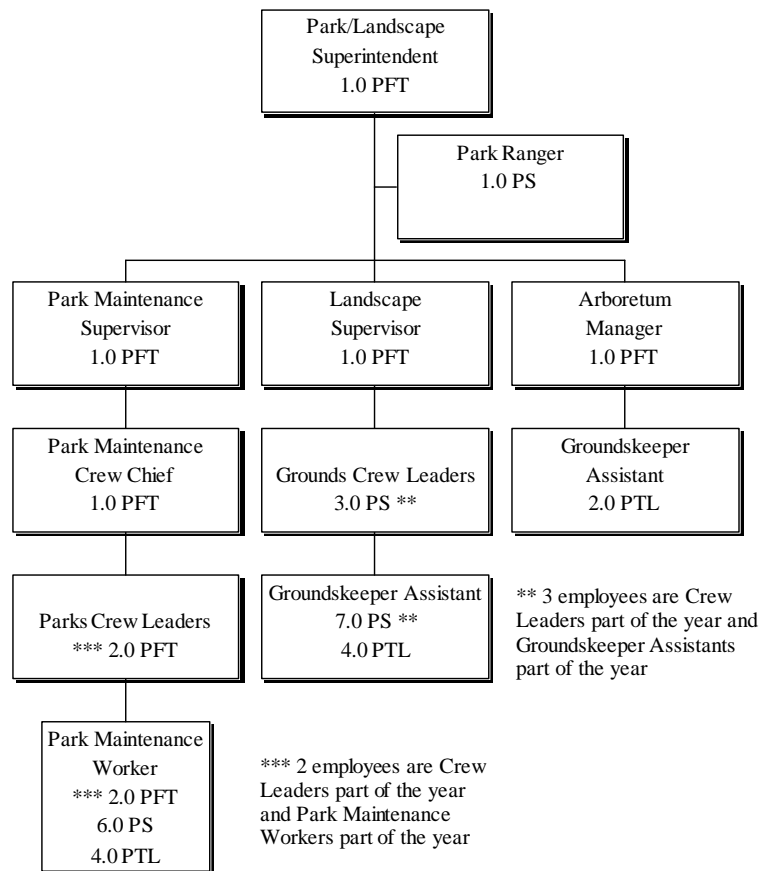 Park/Landscape
Superintendent
1.0 PFT
Park Ranger
1.0 PS
Park Maintenance
Supervisor
1.0 PFT
Landscape
Supervisor
1.0 PFT
Arboretum
Manager
1.0 PFT
Park Maintenance
Crew Chief
1.0 PFT
Grounds Crew Leaders
3.0 PS **
Groundskeeper
Assistant
2.0 PTL
Parks Crew Leaders
*** 2.0 PFT
Groundskeeper Assistant
7.0 PS **
4.0 PTL
** 3 employees are Crew
Leaders part of the year and
Groundskeeper Assistants
part of the year
Park Maintenance
Worker
*** 2.0 PFT
6.0 PS
4.0 PTL
*** 2 employees are Crew
Leaders part of the year
and Park Maintenance
Workers part of the year